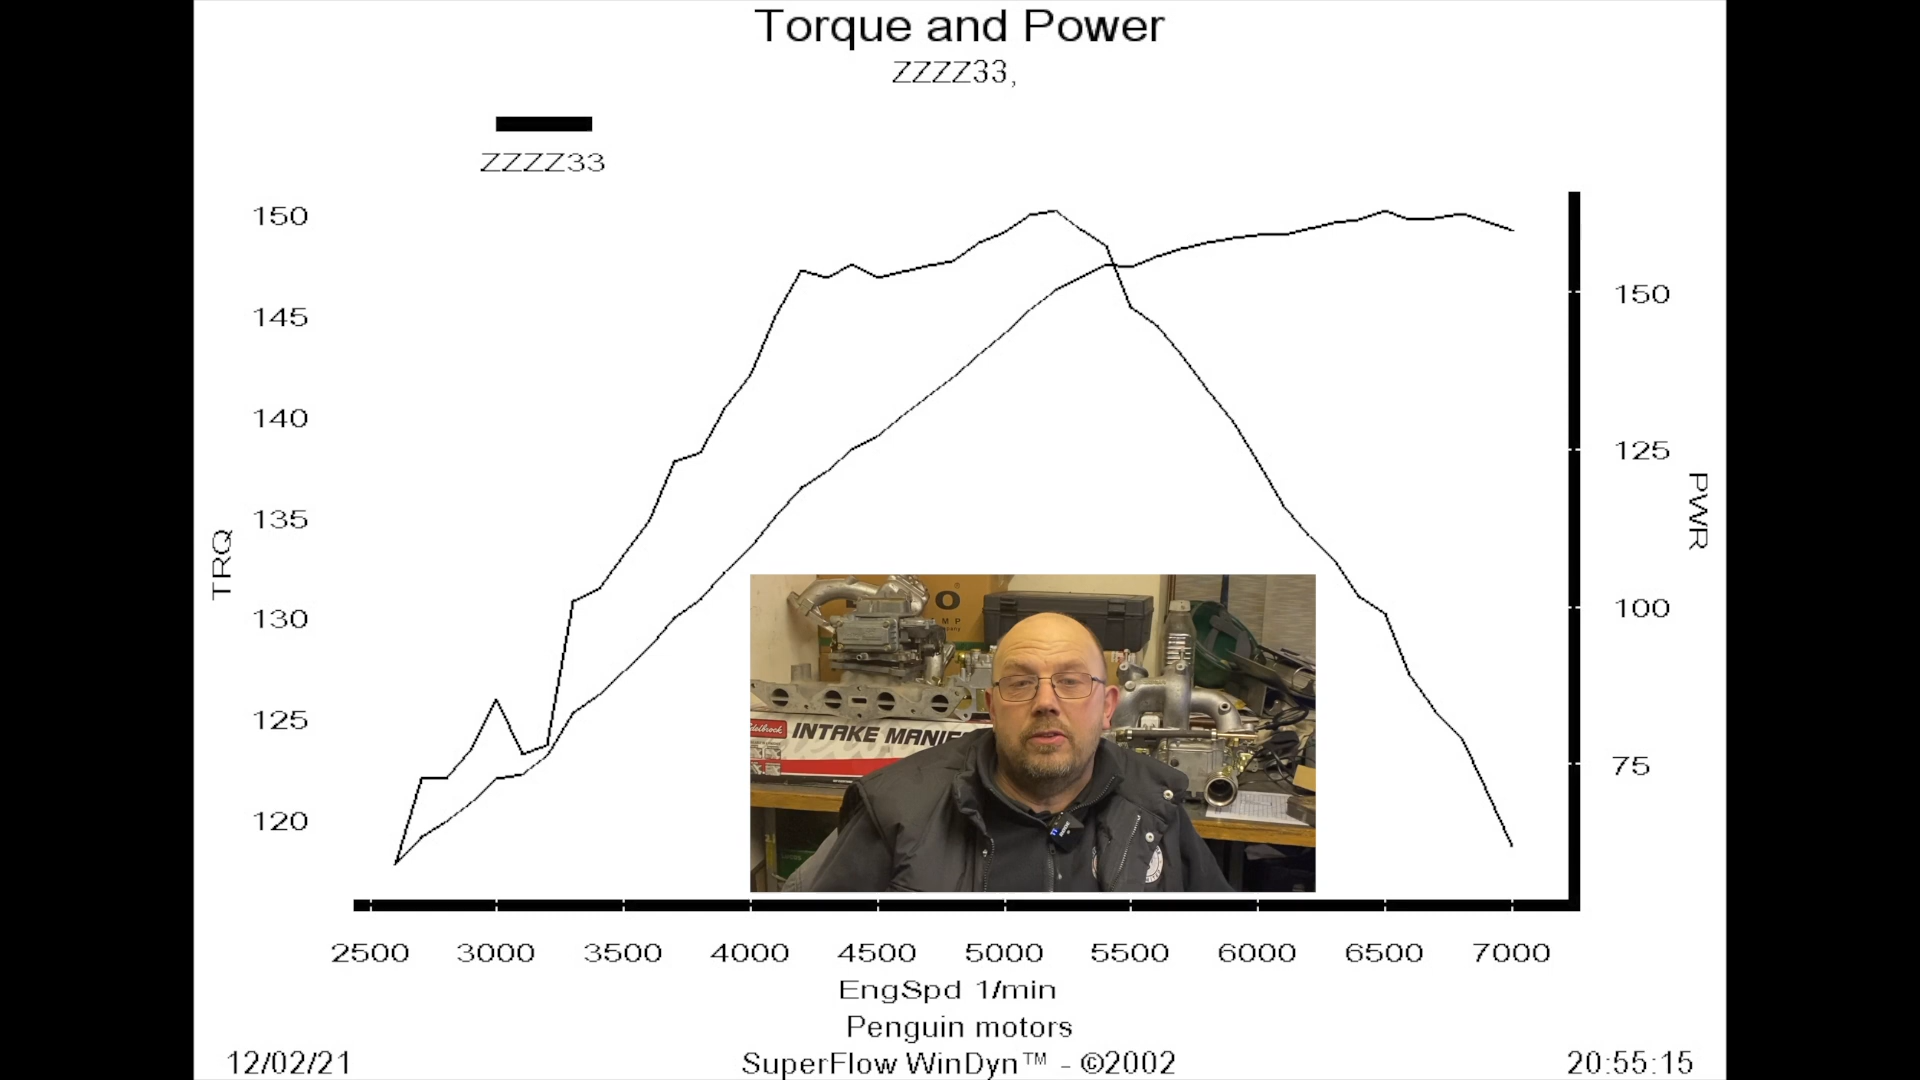 Torque and Power
ZZZZ33,
ZZZZ33
150
145
140
135
130
125
120
TRQ
150
125
100
75
PWR
INTAKE MANIF
2500 3000 3500 4000 4500 5000 5500 6000 6500 7000
EngSpd 1/min
Penguin motors
12/02/21 SuperFlow WinDyn™ - ©2002 20:55:15